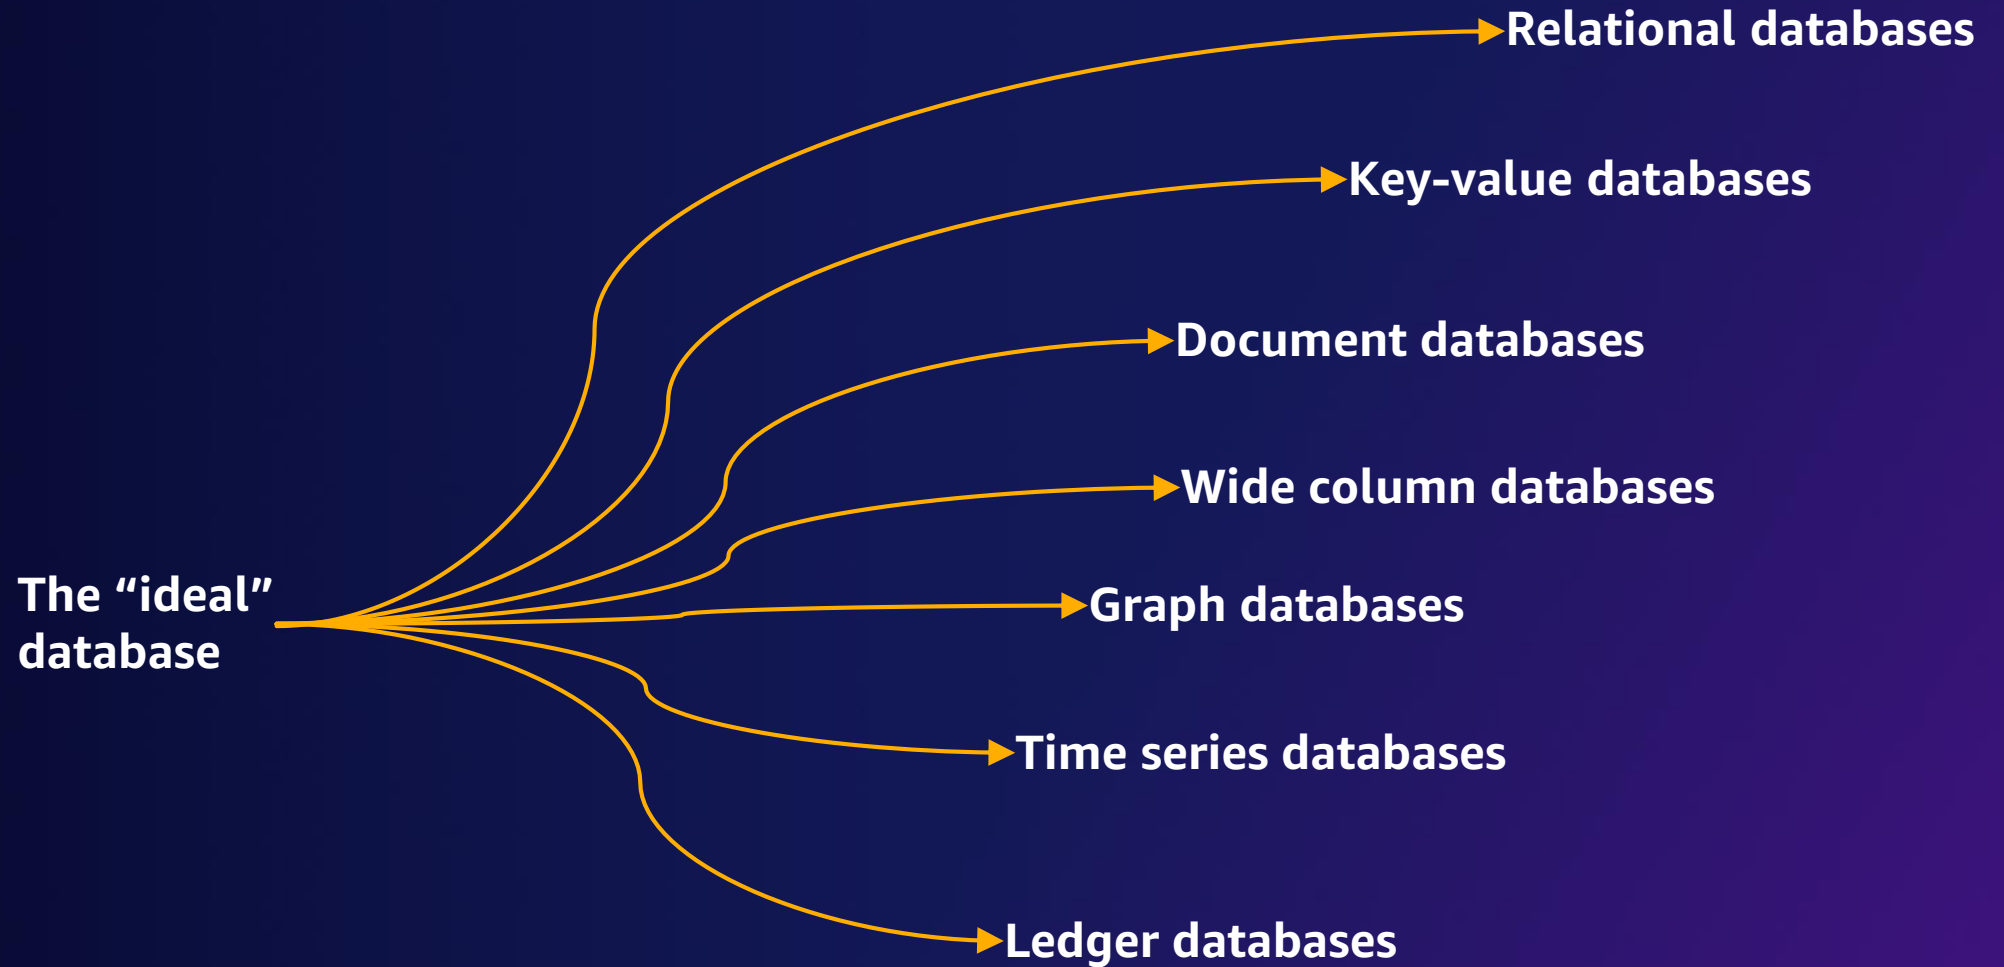 Relational databases
Key-value databases
Document databases
Wide column databases
The “ideal”
database
Graph databases
Time series databases
Ledger databases